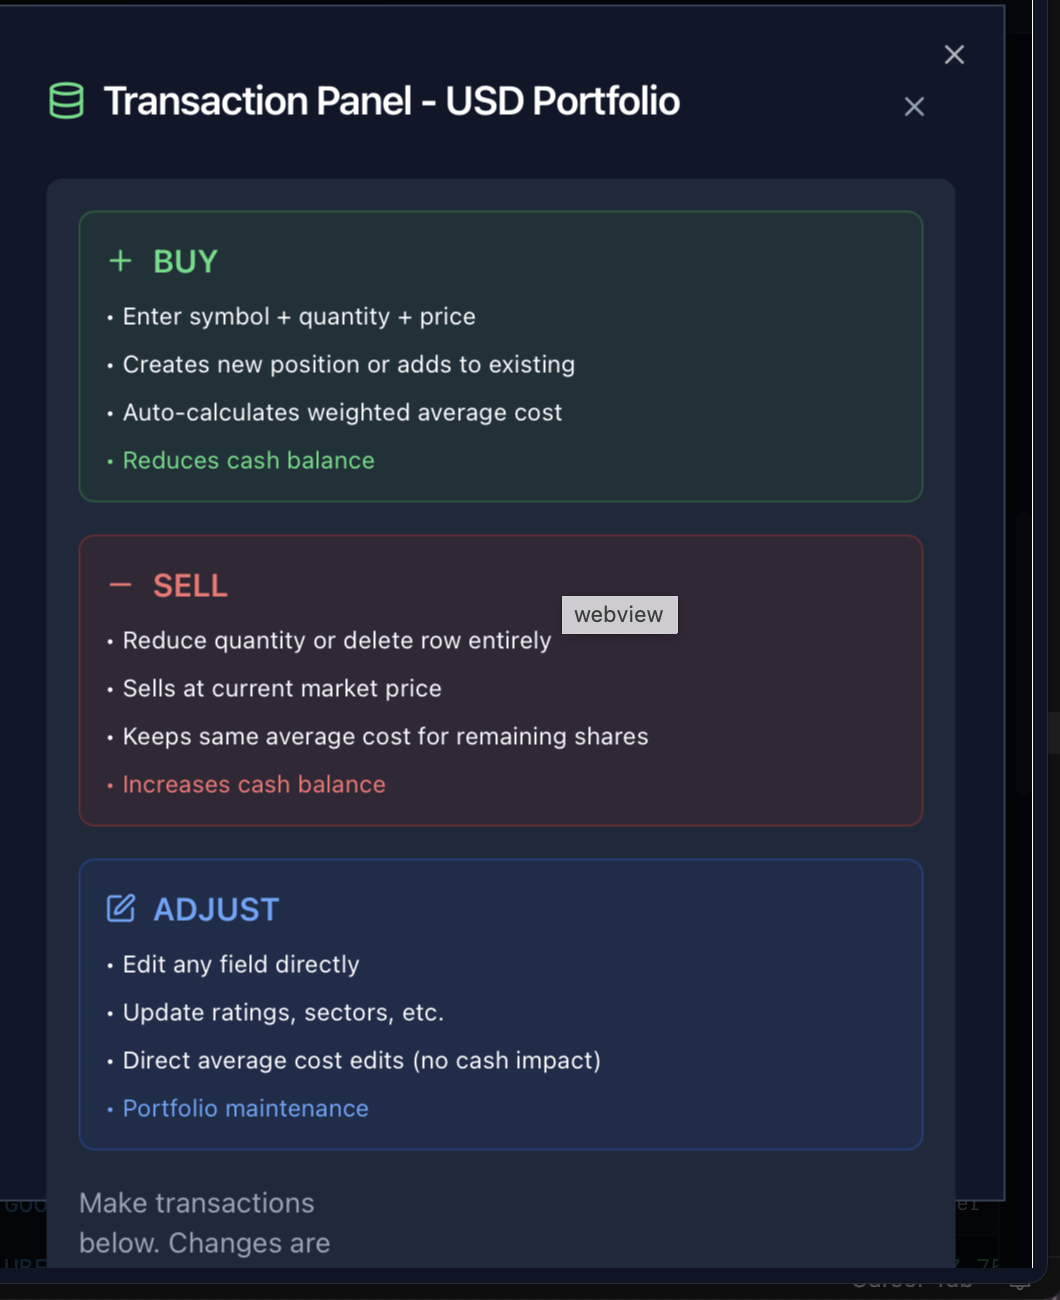 Transaction Panel - USD Portfolio
+ BUY
• Enter symbol + quantity + price
• Creates new position or adds to existing
• Auto-calculates weighted average cost
• Reduces cash balance
— SELL
webview
• Reduce quantity or delete row entirely
• Sells at current market price
• Keeps same average cost for remaining shares
• Increases cash balance
ADJUST
• Edit any field directly
• Update ratings, sectors, etc.
• Direct average cost edits (no cash impact)
• Portfolio maintenance
Make transactions
below. Changes are